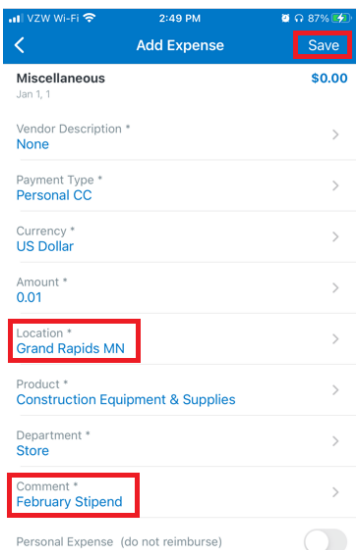 VZW Wi-Fi 2:49 PM 87%
Add Expense Save
Miscellaneous $0.00
Jan 1, 1
Vendor Description *
None
Payment Type *
Personal CC
Currency *
US Dollar
Amount *
0.01
Location *
Grand Rapids MN
Product *
Construction Equipment & Supplies
Department *
Store
Comment *
February Stipend
Personal Expense (do not reimburse)